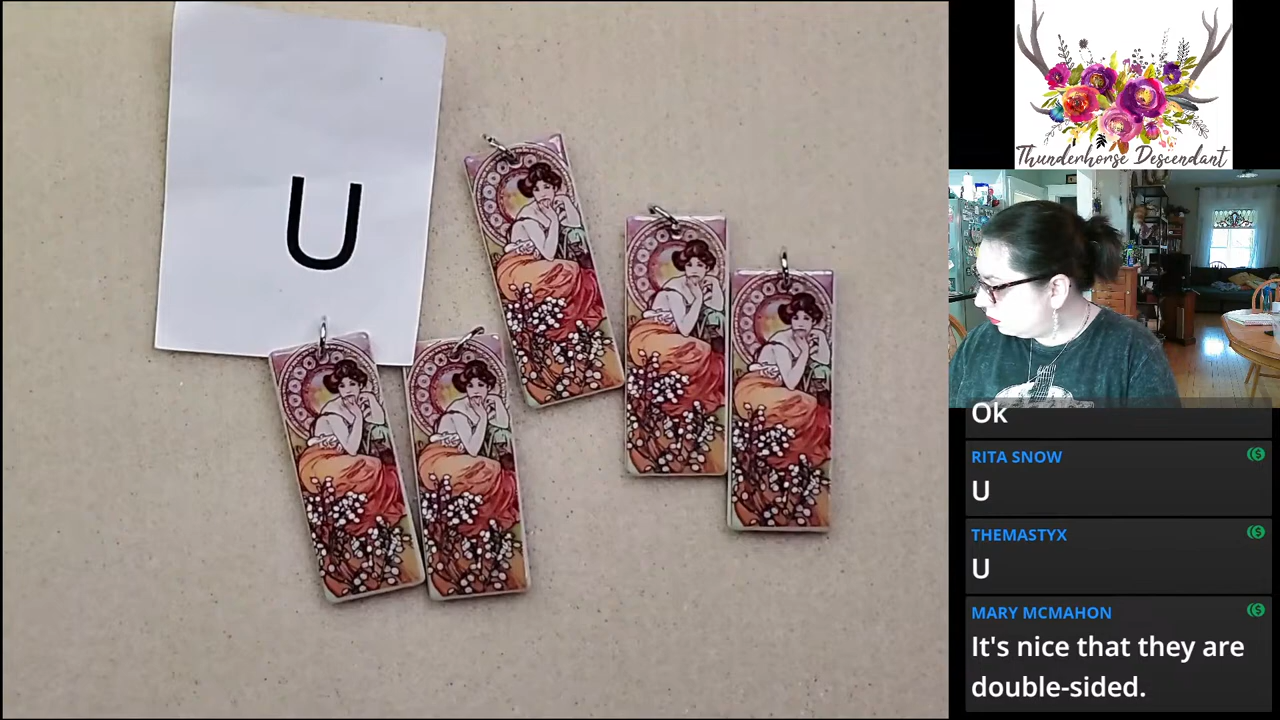 U
Thunderhorse Descendant
Ok
RITA SNOW
U
THEMASTYX
U
MARY MCMAHON
It's nice that they are
double-sided.